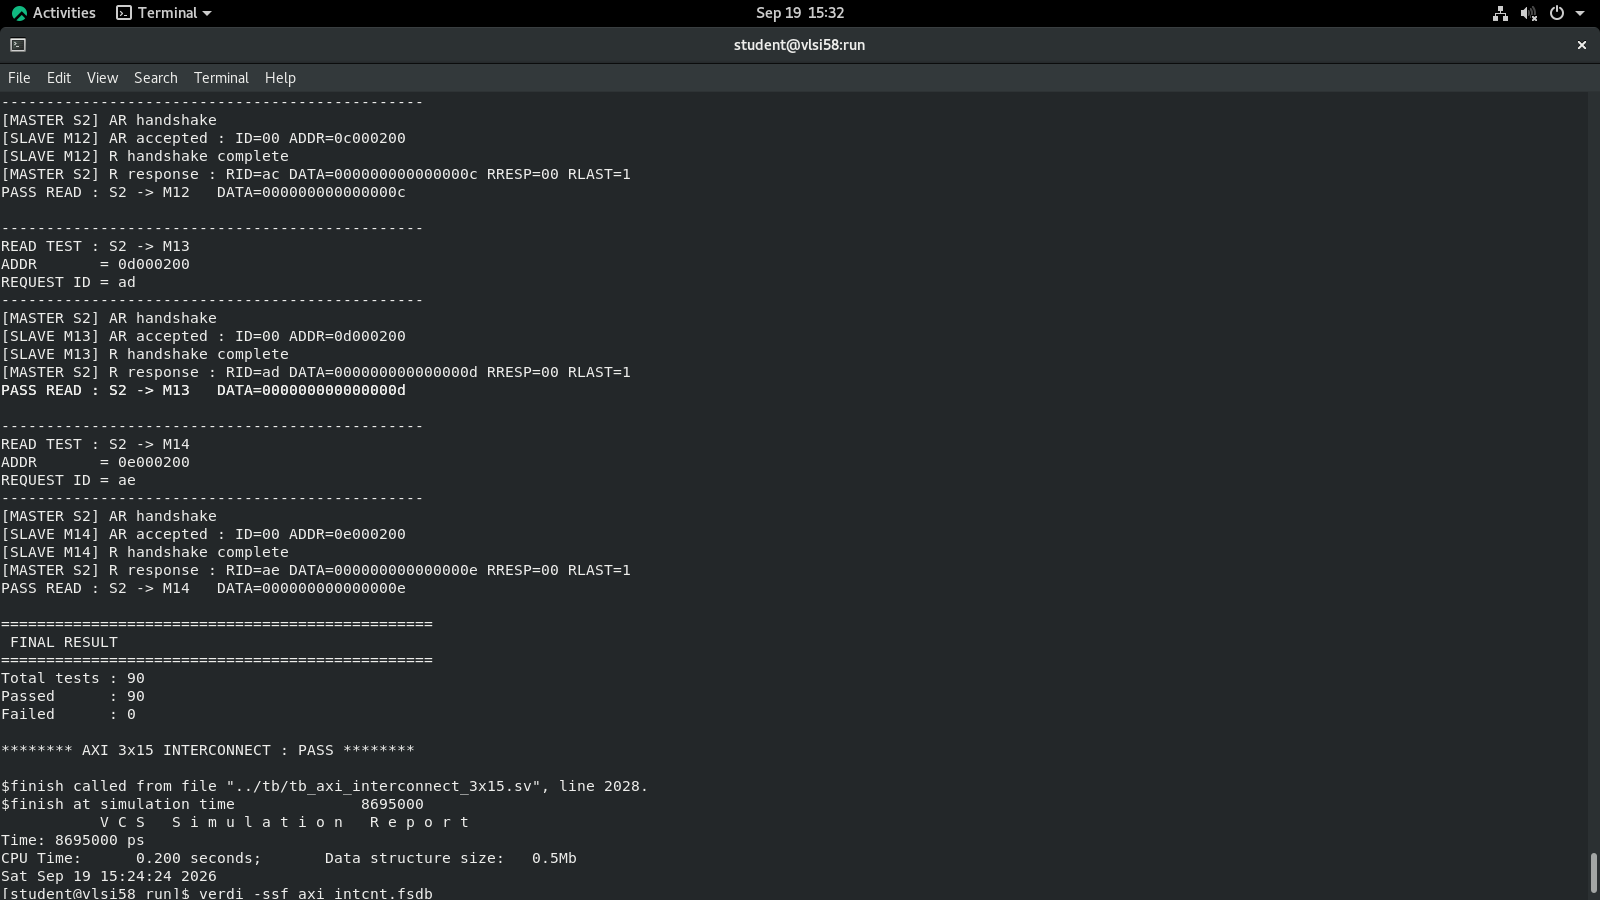 Activities Terminal Sep 19 15:32
student@vlsi58:run
File Edit View Search Terminal Help
-----------------------------------------------
[MASTER S2] AR handshake
[SLAVE M12] AR accepted : ID=00 ADDR=0c000200
[SLAVE M12] R handshake complete
[MASTER S2] R response : RID=ac DATA=000000000000000c RRESP=00 RLAST=1
PASS READ : S2 -> M12   DATA=000000000000000c
-----------------------------------------------
READ TEST : S2 -> M13
ADDR       = 0d000200
REQUEST ID = ad
-----------------------------------------------
[MASTER S2] AR handshake
[SLAVE M13] AR accepted : ID=00 ADDR=0d000200
[SLAVE M13] R handshake complete
[MASTER S2] R response : RID=ad DATA=000000000000000d RRESP=00 RLAST=1
PASS READ : S2 -> M13   DATA=000000000000000d
-----------------------------------------------
READ TEST : S2 -> M14
ADDR       = 0e000200
REQUEST ID = ae
-----------------------------------------------
[MASTER S2] AR handshake
[SLAVE M14] AR accepted : ID=00 ADDR=0e000200
[SLAVE M14] R handshake complete
[MASTER S2] R response : RID=ae DATA=000000000000000e RRESP=00 RLAST=1
PASS READ : S2 -> M14   DATA=000000000000000e
================================================
 FINAL RESULT
================================================
Total tests : 90
Passed      : 90
Failed      : 0
******** AXI 3x15 INTERCONNECT : PASS ********
$finish called from file "../tb/tb_axi_interconnect_3x15.sv", line 2028.
$finish at simulation time              8695000
           V C S   S i m u l a t i o n   R e p o r t
Time: 8695000 ps
CPU Time:      0.200 seconds;       Data structure size:   0.5Mb
Sat Sep 19 15:24:24 2026
[student@vlsi58 run]$ verdi -ssf axi_intcnt.fsdb